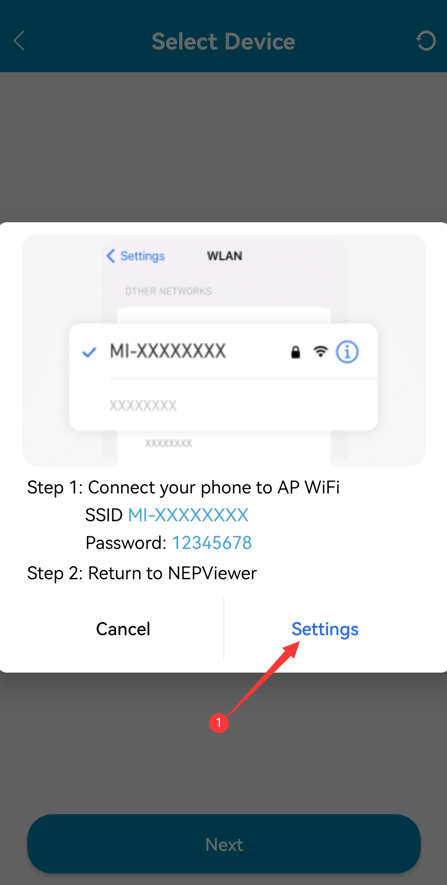 Select Device
Settings WLAN
OTHER NETWORKS
MI-XXXXXXXX
XXXXXXXX
XXXXXXXX
Step 1: Connect your phone to AP WiFi
SSID MI-XXXXXXXX
Password: 12345678
Step 2: Return to NEPViewer
Cancel Settings
1
Next